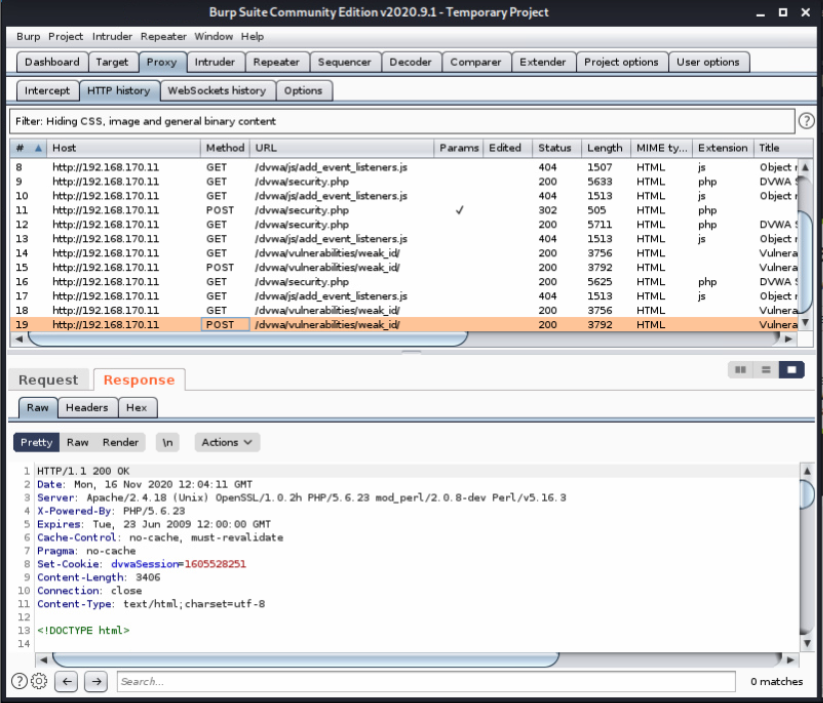 Burp Suite Community Edition v2020.9.1 - Temporary Project
Burp Project Intruder Repeater Window Help
Dashboard Target Proxy Intruder Repeater Sequencer Decoder Comparer Extender Project options User options
Intercept HTTP history WebSockets history Options
Filter: Hiding CSS, image and general binary content
# Host Method URL Params Edited Status Length MIME ty... Extension Title
8 http://192.168.170.11 GET /dvwa/js/add_event_listeners.js 404 1507 HTML js Object r
9 http://192.168.170.11 GET /dvwa/security.php 200 5633 HTML php DVWA S
10 http://192.168.170.11 GET /dvwa/js/add_event_listeners.js 404 1513 HTML js Object r
11 http://192.168.170.11 POST /dvwa/security.php ✓ 302 505 HTML php
12 http://192.168.170.11 GET /dvwa/security.php 200 5711 HTML php DVWA S
13 http://192.168.170.11 GET /dvwa/js/add_event_listeners.js 404 1513 HTML js Object r
14 http://192.168.170.11 GET /dvwa/vulnerabilities/weak_id/ 200 3756 HTML Vulnera
15 http://192.168.170.11 POST /dvwa/vulnerabilities/weak_id/ 200 3792 HTML Vulnera
16 http://192.168.170.11 GET /dvwa/security.php 200 5625 HTML php DVWA S
17 http://192.168.170.11 GET /dvwa/js/add_event_listeners.js 404 1513 HTML js Object r
18 http://192.168.170.11 GET /dvwa/vulnerabilities/weak_id/ 200 3756 HTML Vulnera
19 http://192.168.170.11 POST /dvwa/vulnerabilities/weak_id/ 200 3792 HTML Vulnera
Request Response
Raw Headers Hex
Pretty Raw Render \n Actions
1 HTTP/1.1 200 OK
2 Date: Mon, 16 Nov 2020 12:04:11 GMT
3 Server: Apache/2.4.18 (Unix) OpenSSL/1.0.2h PHP/5.6.23 mod_perl/2.0.8-dev Perl/v5.16.3
4 X-Powered-By: PHP/5.6.23
5 Expires: Tue, 23 Jun 2009 12:00:00 GMT
6 Cache-Control: no-cache, must-revalidate
7 Pragma: no-cache
8 Set-Cookie: dvwaSession=1605528251
9 Content-Length: 3406
10 Connection: close
11 Content-Type: text/html;charset=utf-8
12
13 <!DOCTYPE html>
14
Search...
0 matches